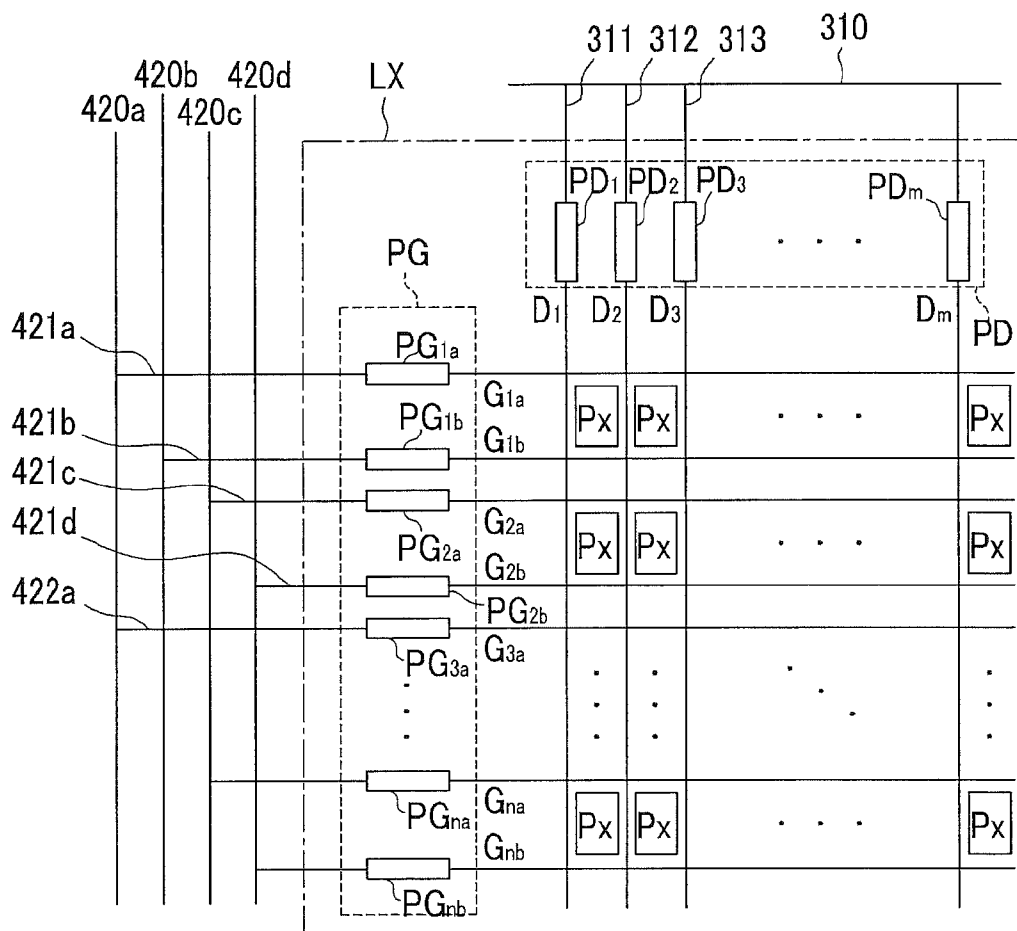 311 312 313 310
420b 420d LX
420a 420c
PD1 PD2 PD3 PDm
PG
D1 D2 D3 Dm PD
421a PG1a
G1a
Px Px Px
421b PG1b G1b
421c
G2a
PG2a Px Px Px
421d G2b
422a PG2b
PG3a G3a
Gna
PGna Px Px Px
Gnb
PGnb